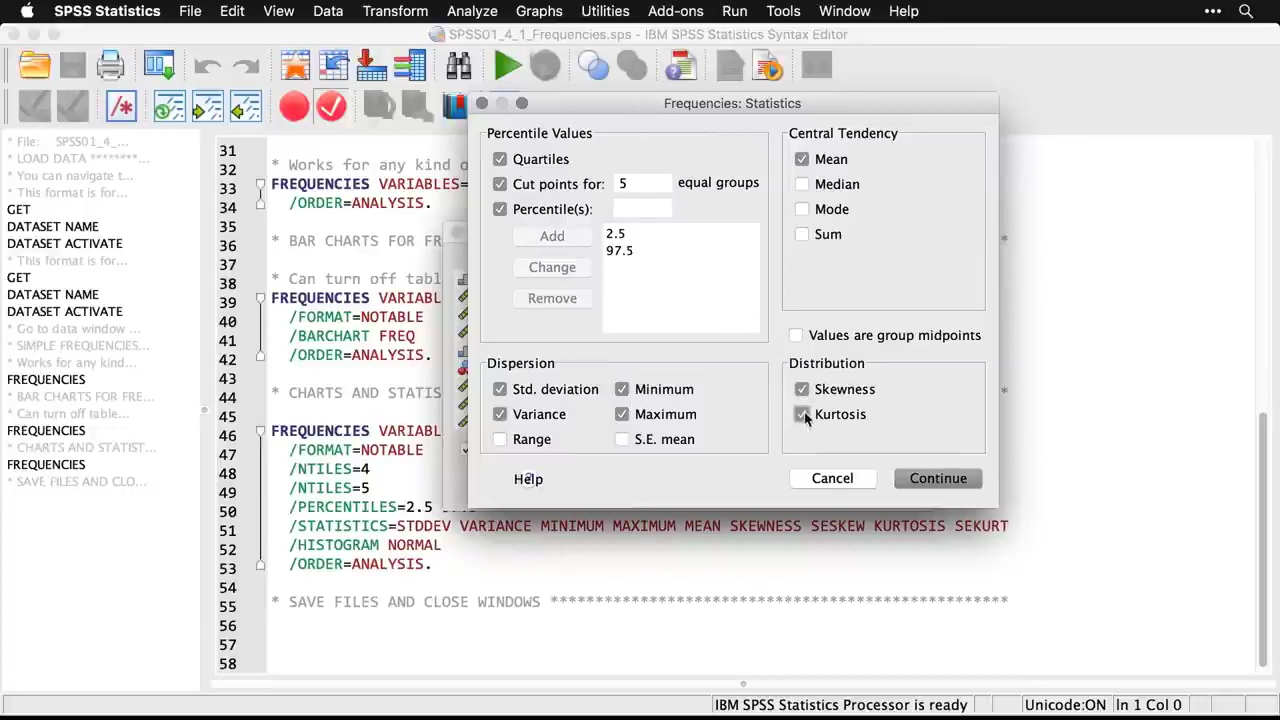 SPSS Statistics File Edit View Data Transform Analyze Graphs Utilities Add-ons Run Tools Window Help
SPSS01_4_1_Frequencies.sps - IBM SPSS Statistics Syntax Editor
Frequencies: Statistics
Percentile Values
Quartiles
Cut points for: 5 equal groups
Percentile(s):
Add
Change
Remove
2.5
97.5
Central Tendency
Mean
Median
Mode
Sum
Values are group midpoints
Dispersion
Std. deviation Minimum
Variance Maximum
Range S.E. mean
Distribution
Skewness
Kurtosis
Help
Cancel Continue
* File: SPSS01_4_...
* LOAD DATA ********...
* You can navigate t...
* This format is for...
GET
DATASET NAME
DATASET ACTIVATE
* This format is for...
GET
DATASET NAME
DATASET ACTIVATE
* Go to data window ...
* SIMPLE FREQUENCIES...
* Works for any kind...
FREQUENCIES
* BAR CHARTS FOR FRE...
* Can turn off table...
FREQUENCIES
* CHARTS AND STATIST...
FREQUENCIES
* SAVE FILES AND CLO...
31
32 * Works for any kind
33 FREQUENCIES VARIABLES=
34 /ORDER=ANALYSIS.
35
36 * BAR CHARTS FOR FR *
37
38 * Can turn off tabl
39 FREQUENCIES VARIABL
40 /FORMAT=NOTABLE
41 /BARCHART FREQ
42 /ORDER=ANALYSIS.
43
44 * CHARTS AND STATIS *
45
46 FREQUENCIES VARIABL
47 /FORMAT=NOTABLE
48 /NTILES=4
49 /NTILES=5
50 /PERCENTILES=2.5
51 /STATISTICS=STDDEV VARIANCE MINIMUM MAXIMUM MEAN SKEWNESS SESKEW KURTOSIS SEKURT
52 /HISTOGRAM NORMAL
53 /ORDER=ANALYSIS.
54
55 * SAVE FILES AND CLOSE WINDOWS ***************************************************
56
57
58
IBM SPSS Statistics Processor is ready Unicode:ON In 1 Col 0